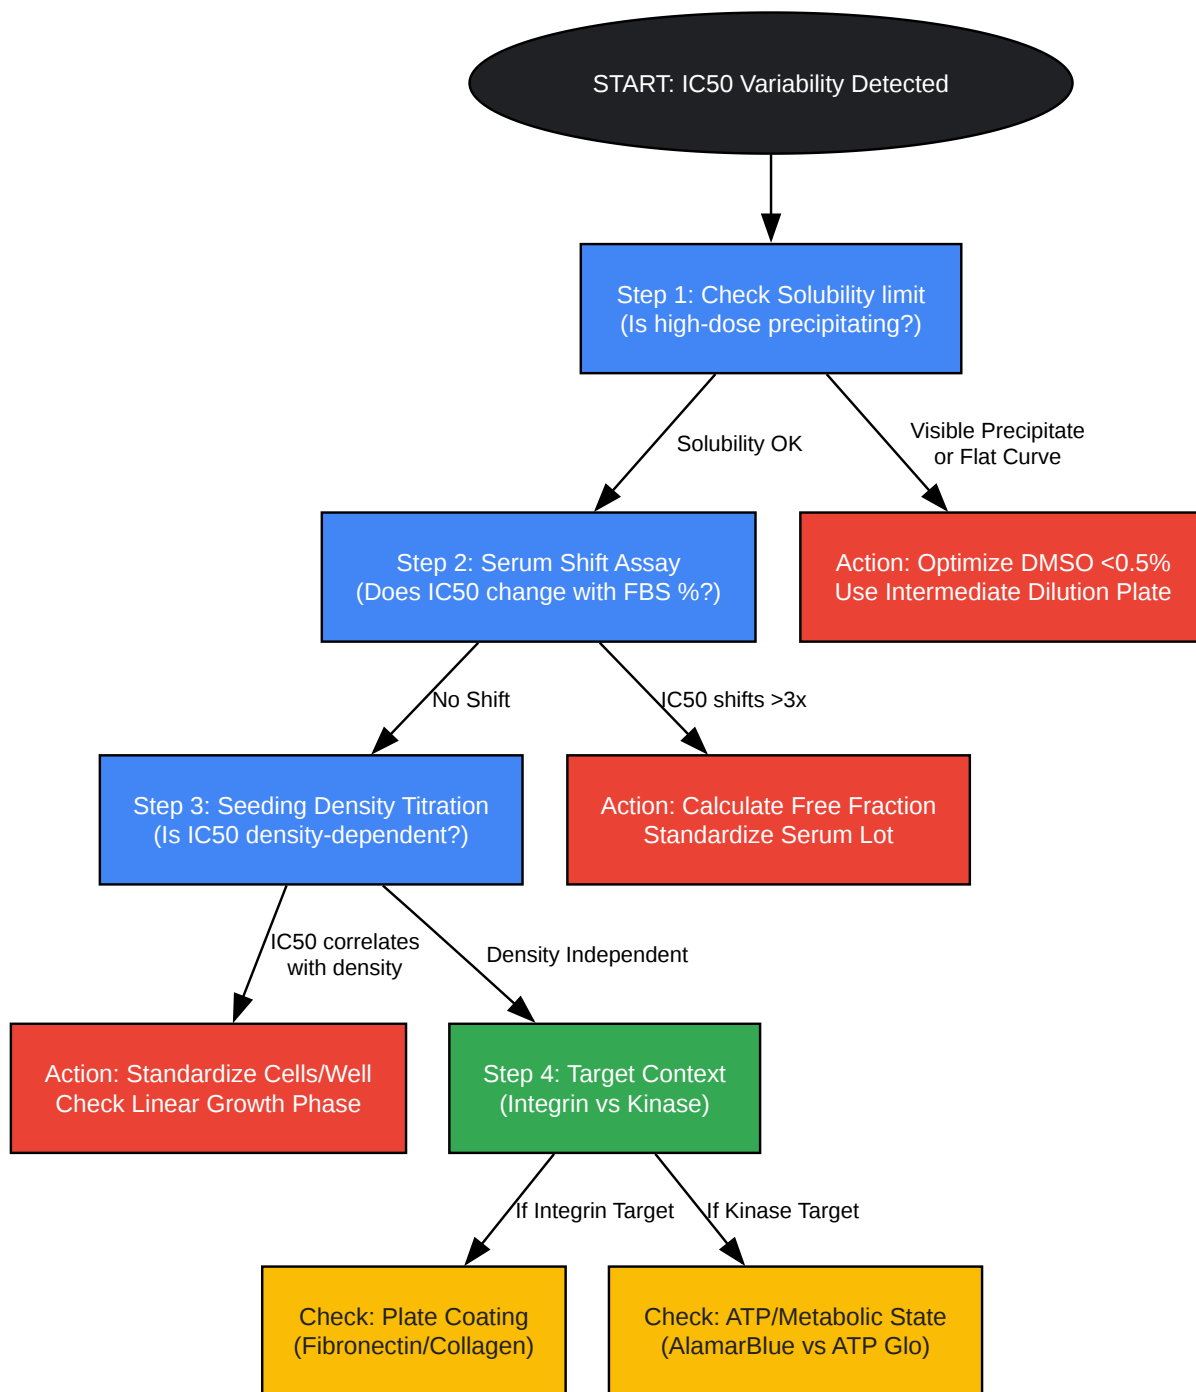 START: IC50 Variability Detected
Step 1: Check Solubility limit
(Is high-dose precipitating?)
Solubility OK
Visible Precipitate
or Flat Curve
Step 2: Serum Shift Assay
(Does IC50 change with FBS %?)
Action: Optimize DMSO <0.5%
Use Intermediate Dilution Plate
No Shift
IC50 shifts >3x
Step 3: Seeding Density Titration
(Is IC50 density-dependent?)
Action: Calculate Free Fraction
Standardize Serum Lot
IC50 correlates
with density
Density Independent
Action: Standardize Cells/Well
Check Linear Growth Phase
Step 4: Target Context
(Integrin vs Kinase)
If Integrin Target
If Kinase Target
Check: Plate Coating
(Fibronectin/Collagen)
Check: ATP/Metabolic State
(AlamarBlue vs ATP Glo)